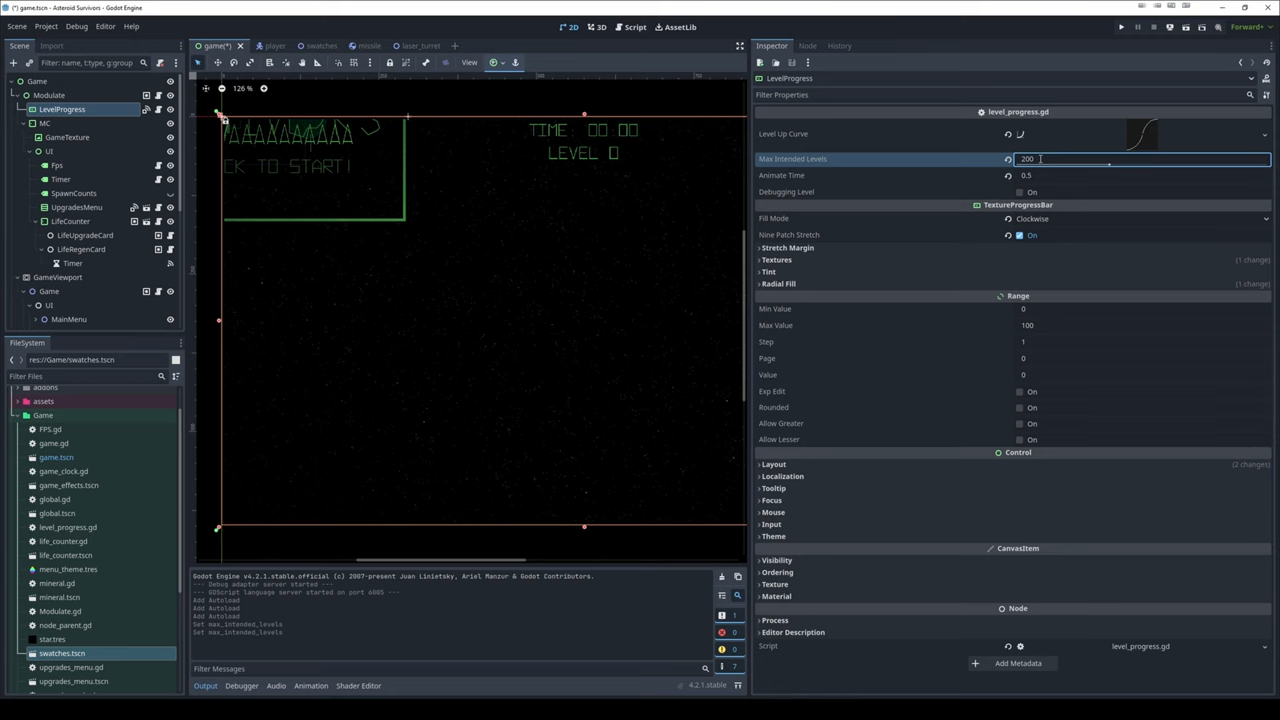 (*) game.tscn - Asteroid Survivors - Godot Engine
Scene Project Debug Editor Help
2D 3D Script AssetLib
Forward+
Scene Import
Filter: name, t:type, g:group
Game
Modulate
LevelProgress
MC
GameTexture
UI
Fps
Timer
SpawnCounts
UpgradesMenu
LifeCounter
LifeUpgradeCard
LifeRegenCard
Timer
GameViewport
Game
UI
MainMenu
FileSystem
res://Game/swatches.tscn
Filter Files
addons
assets
Game
FPS.gd
game.gd
game.tscn
game_clock.gd
game_effects.tscn
global.gd
global.tscn
level_progress.gd
life_counter.gd
life_counter.tscn
menu_theme.tres
mineral.gd
mineral.tscn
Modulate.gd
node_parent.gd
star.tres
swatches.tscn
upgrades_menu.gd
upgrades_menu.tscn
game(*) player swatches missile laser_turret
View
126 %
AAAAAAAAA
CK TO START!
TIME: 00:00
LEVEL 0
Godot Engine v4.2.1.stable.official (c) 2007-present Juan Linietsky, Ariel Manzur & Godot Contributors.
--- Debug adapter server started ---
--- GDScript language server started on port 6005 ---
Add Autoload
Add Autoload
Add Autoload
Set max_intended_levels
Set max_intended_levels
1
0
0
7
Filter Messages
Output Debugger Audio Animation Shader Editor
4.2.1.stable
Inspector Node History
LevelProgress
Filter Properties
level_progress.gd
Level Up Curve
Max Intended Levels 200
Animate Time 0.5
Debugging Level On
TextureProgressBar
Fill Mode Clockwise
Nine Patch Stretch On
Stretch Margin
Textures (1 change)
Tint
Radial Fill (1 change)
Range
Min Value 0
Max Value 100
Step 1
Page 0
Value 0
Exp Edit On
Rounded On
Allow Greater On
Allow Lesser On
Control
Layout (2 changes)
Localization
Tooltip
Focus
Mouse
Input
Theme
CanvasItem
Visibility
Ordering
Texture
Material
Node
Process
Editor Description
Script level_progress.gd
Add Metadata